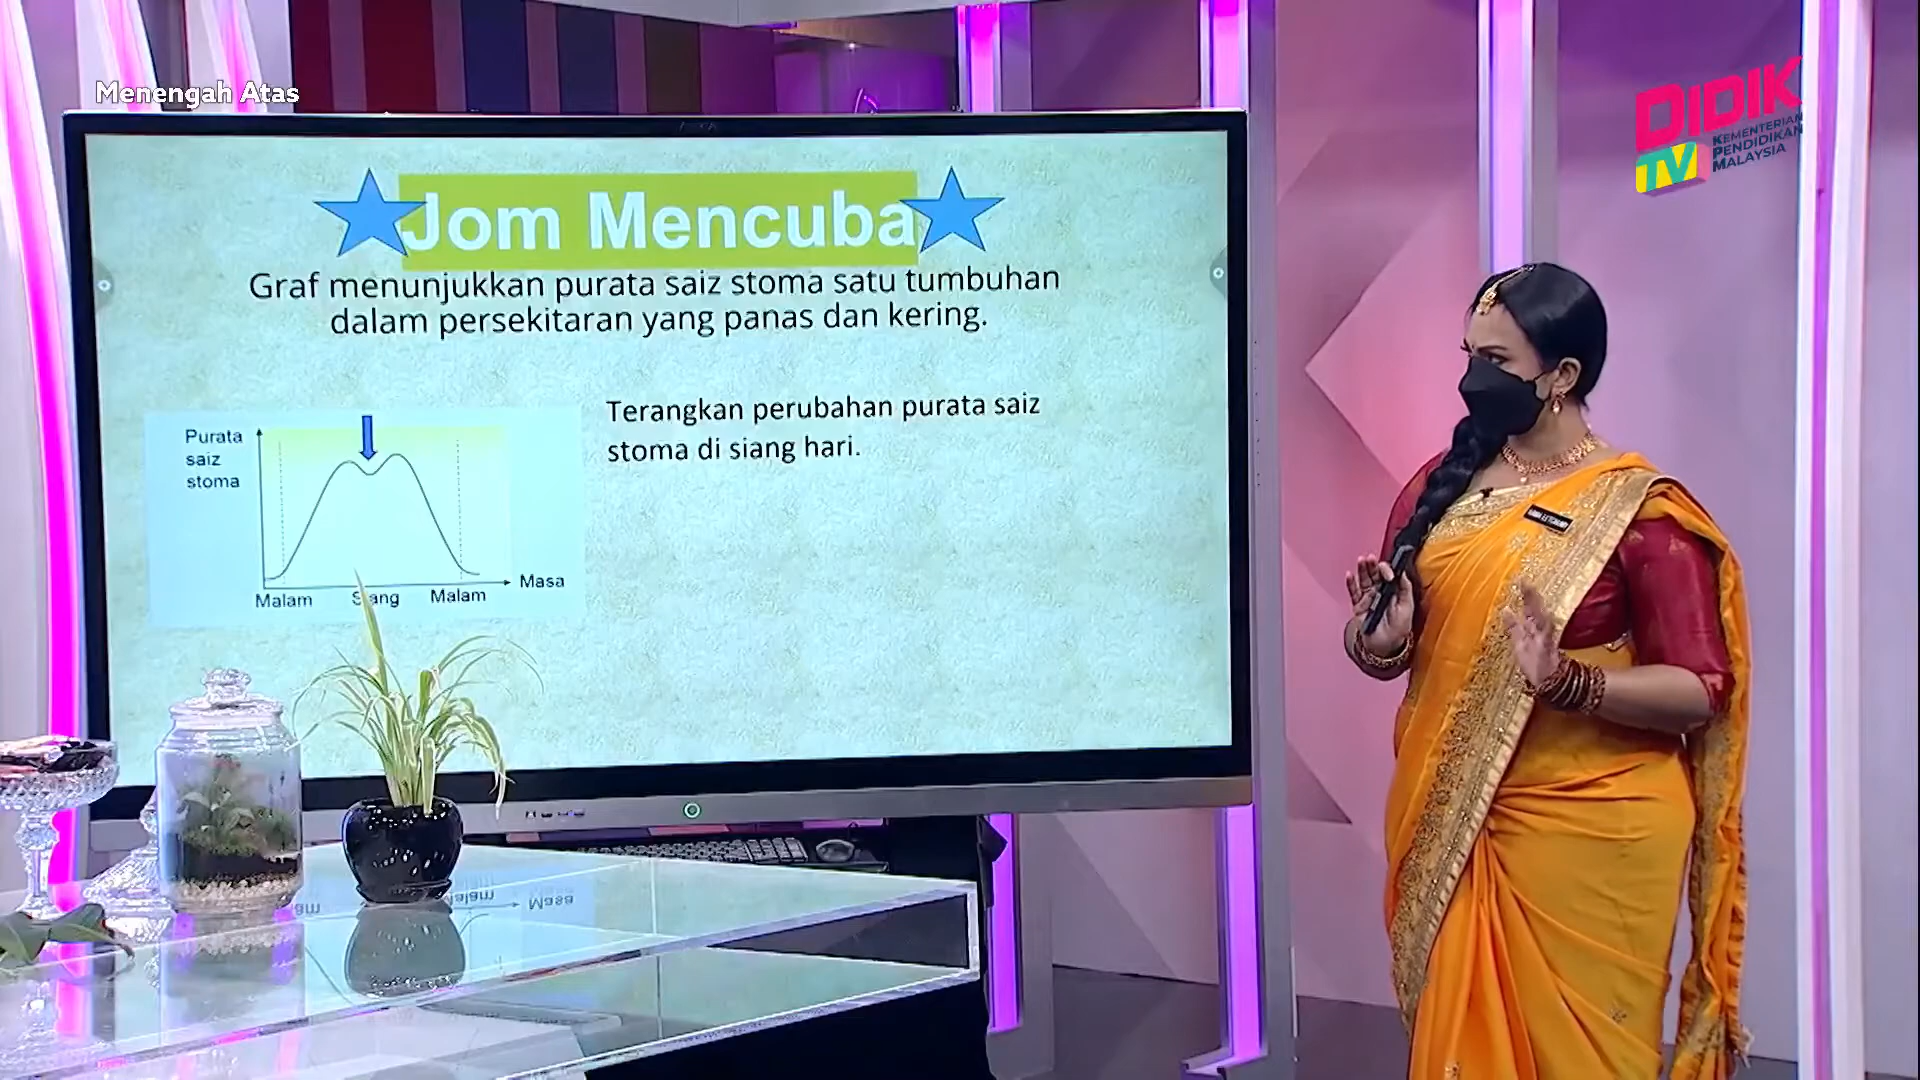 Menengah Atas
DIDIK
TV
KEMENTERIAN
PENDIDIKAN
MALAYSIA
Jom Mencuba
Graf menunjukkan purata saiz stoma satu tumbuhan
dalam persekitaran yang panas dan kering.
Terangkan perubahan purata saiz
stoma di siang hari.
Purata
saiz
stoma
Masa
Malam Siang Malam